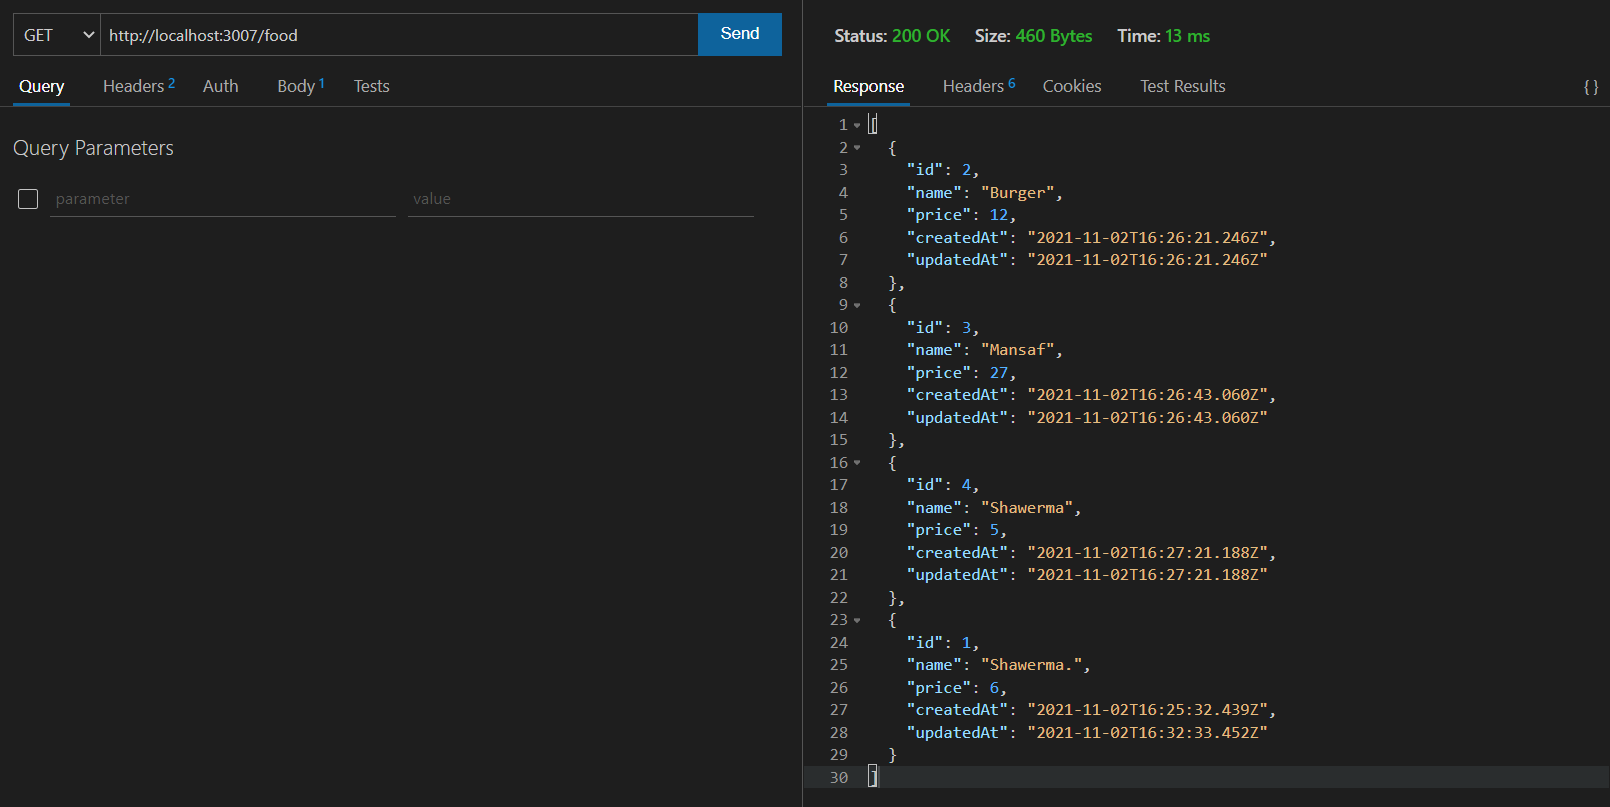 GET http://localhost:3007/food Send
Query Headers 2 Auth Body 1 Tests
Query Parameters
parameter value
Status: 200 OK Size: 460 Bytes Time: 13 ms
Response Headers 6 Cookies Test Results { }
1 [
2 {
3 "id": 2,
4 "name": "Burger",
5 "price": 12,
6 "createdAt": "2021-11-02T16:26:21.246Z",
7 "updatedAt": "2021-11-02T16:26:21.246Z"
8 },
9 {
10 "id": 3,
11 "name": "Mansaf",
12 "price": 27,
13 "createdAt": "2021-11-02T16:26:43.060Z",
14 "updatedAt": "2021-11-02T16:26:43.060Z"
15 },
16 {
17 "id": 4,
18 "name": "Shawerma",
19 "price": 5,
20 "createdAt": "2021-11-02T16:27:21.188Z",
21 "updatedAt": "2021-11-02T16:27:21.188Z"
22 },
23 {
24 "id": 1,
25 "name": "Shawerma.",
26 "price": 6,
27 "createdAt": "2021-11-02T16:25:32.439Z",
28 "updatedAt": "2021-11-02T16:32:33.452Z"
29 }
30 ]